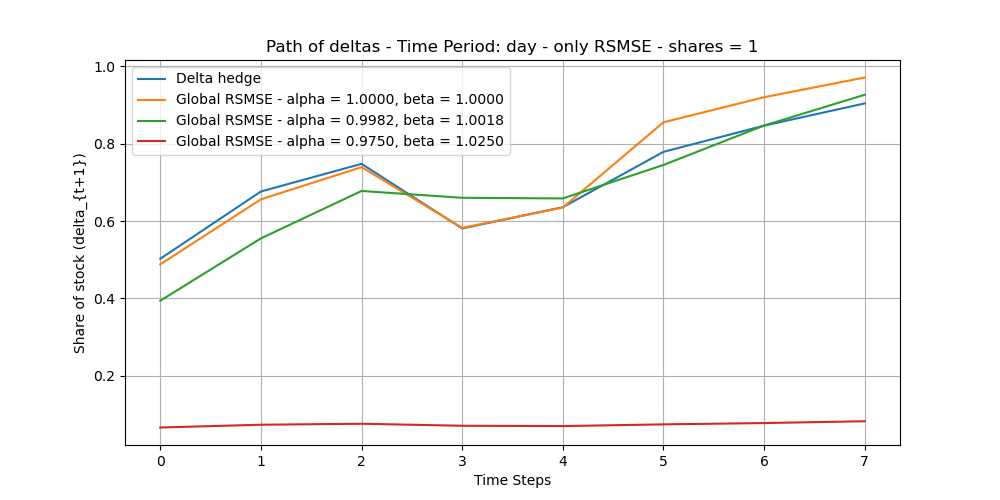 Path of deltas - Time Period: day - only RSMSE - shares = 1
Delta hedge
Global RSMSE - alpha = 1.0000, beta = 1.0000
Global RSMSE - alpha = 0.9982, beta = 1.0018
Global RSMSE - alpha = 0.9750, beta = 1.0250
Share of stock (delta_{t+1})
1.0
0.8
0.6
0.4
0.2
0 1 2 3 4 5 6 7
Time Steps